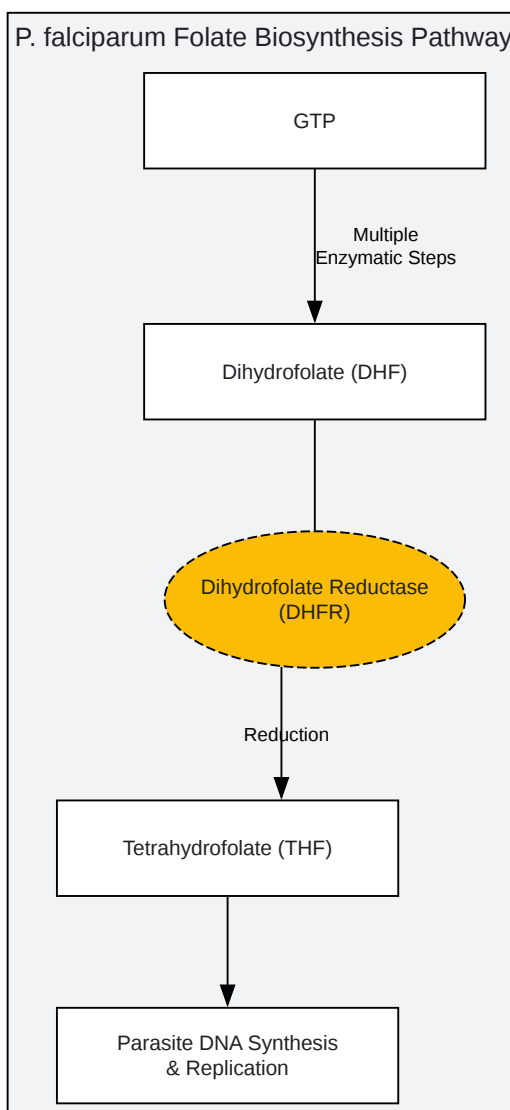 P. falciparum Folate Biosynthesis Pathway
GTP
Multiple
Enzymatic Steps
Dihydrofolate (DHF)
Dihydrofolate Reductase
(DHFR)
Reduction
Tetrahydrofolate (THF)
Parasite DNA Synthesis
& Replication